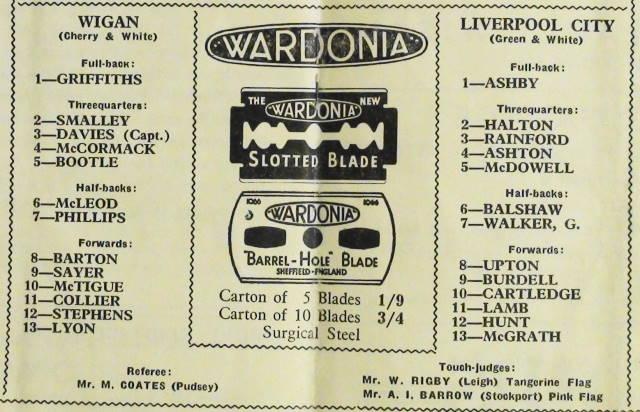 WIGAN
(Cherry & White)
Full-back:
1—GRIFFITHS
Threequarters:
2—SMALLEY
3—DAVIES (Capt.)
4—McCORMACK
5—BOOTLE
Half-backs:
6—McLEOD
7—PHILLIPS
Forwards:
8—BARTON
9—SAYER
10—McTIGUE
11—COLLIER
12—STEPHENS
13—LYON
WARDONIA
THE NEW
WARDONIA
SLOTTED BLADE
1066 1066
WARDONIA
"BARREL-HOLE" BLADE
SHEFFIELD-ENGLAND
Carton of 5 Blades 1/9
Carton of 10 Blades 3/4
Surgical Steel
LIVERPOOL CITY
(Green & White)
Full-back:
1—ASHBY
Threequarters:
2—HALTON
3—RAINFORD
4—ASHTON
5—McDOWELL
Half-backs:
6—BALSHAW
7—WALKER, G.
Forwards:
8—UPTON
9—BURDELL
10—CARTLEDGE
11—LAMB
12—HUNT
13—McGRATH
Referee:
Mr. M. COATES (Pudsey)
Touch-judges:
Mr. W. RIGBY (Leigh) Tangerine Flag
Mr. A. I. BARROW (Stockport) Pink Flag